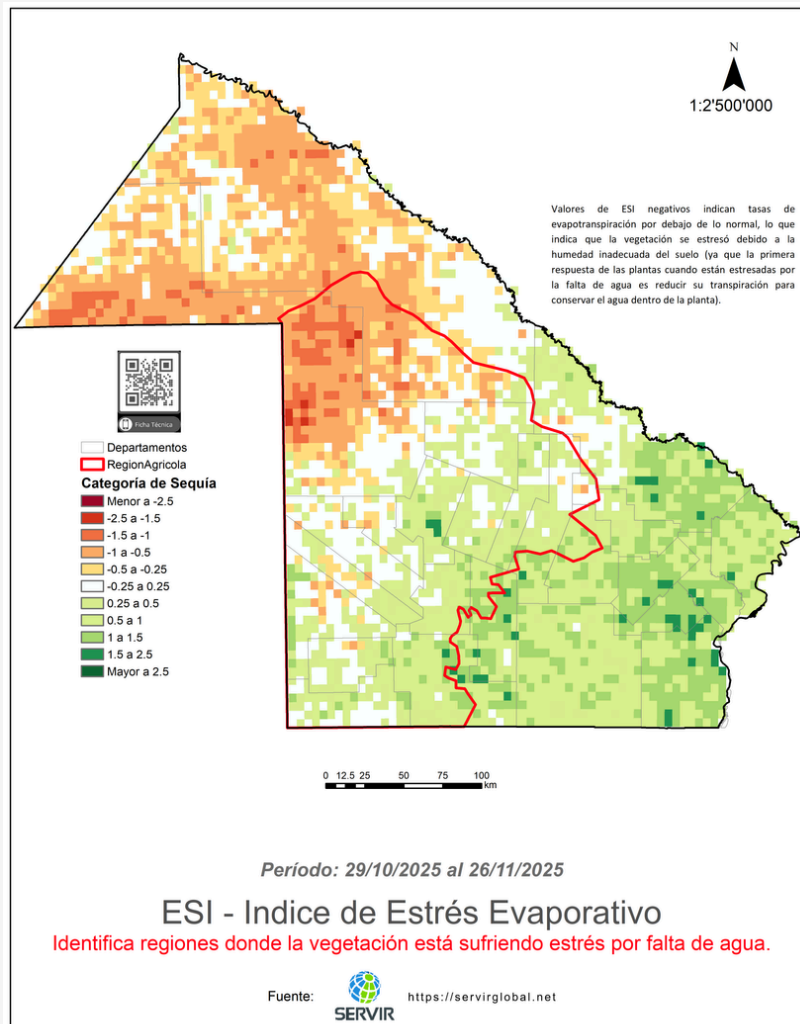 N
1:2'500'000
Valores de ESI negativos indican tasas de
evapotranspiración por debajo de lo normal, lo que
indica que la vegetación se estresó debido a la
humedad inadecuada del suelo (ya que la primera
respuesta de las plantas cuando están estresadas por
la falta de agua es reducir su transpiración para
conservar el agua dentro de la planta).
Ficha Técnica
Departamentos
RegionAgricola
Categoría de Sequía
Menor a -2.5
-2.5 a -1.5
-1.5 a -1
-1 a -0.5
-0.5 a -0.25
-0.25 a 0.25
0.25 a 0.5
0.5 a 1
1 a 1.5
1.5 a 2.5
Mayor a 2.5
0 12.5 25 50 75 100
km
Período: 29/10/2025 al 26/11/2025
ESI - Indice de Estrés Evaporativo
Identifica regiones donde la vegetación está sufriendo estrés por falta de agua.
Fuente:
SERVIR
https://servirglobal.net